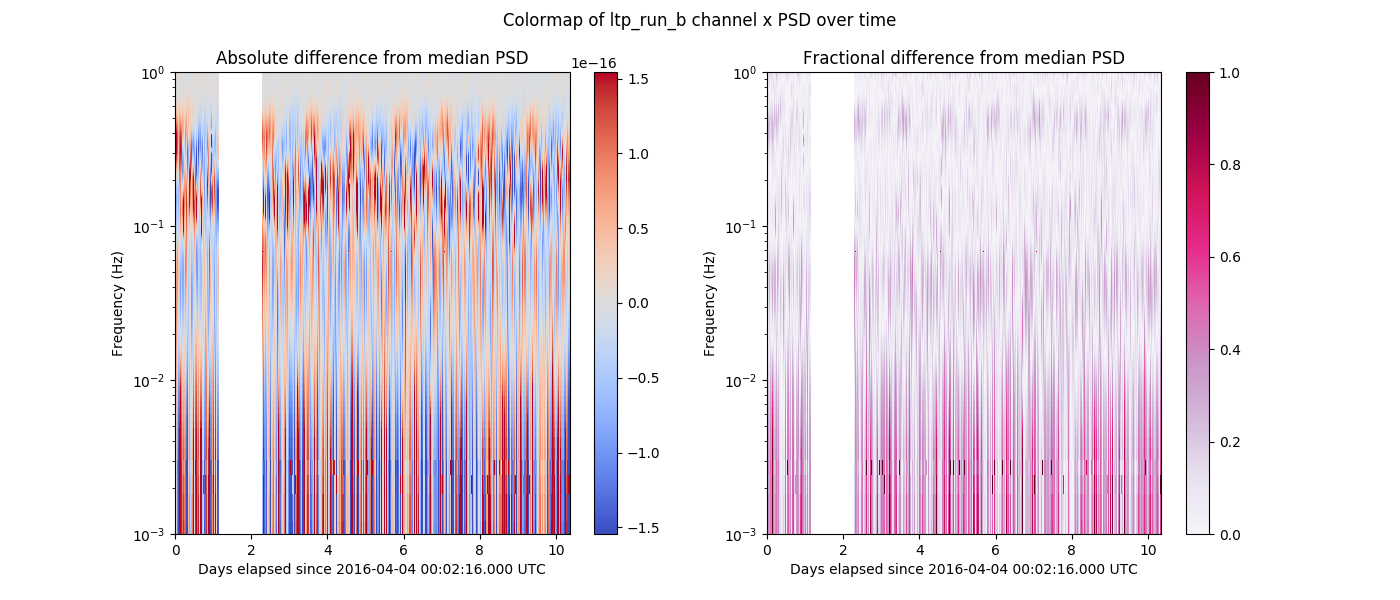 Colormap of ltp_run_b channel x PSD over time
Absolute difference from median PSD
1e−16
Fractional difference from median PSD
10⁰
10⁻¹
10⁻²
10⁻³
Frequency (Hz)
0 2 4 6 8 10
Days elapsed since 2016-04-04 00:02:16.000 UTC
1.5
1.0
0.5
0.0
−0.5
−1.0
−1.5
10⁰
10⁻¹
10⁻²
10⁻³
Frequency (Hz)
0 2 4 6 8 10
Days elapsed since 2016-04-04 00:02:16.000 UTC
1.0
0.8
0.6
0.4
0.2
0.0